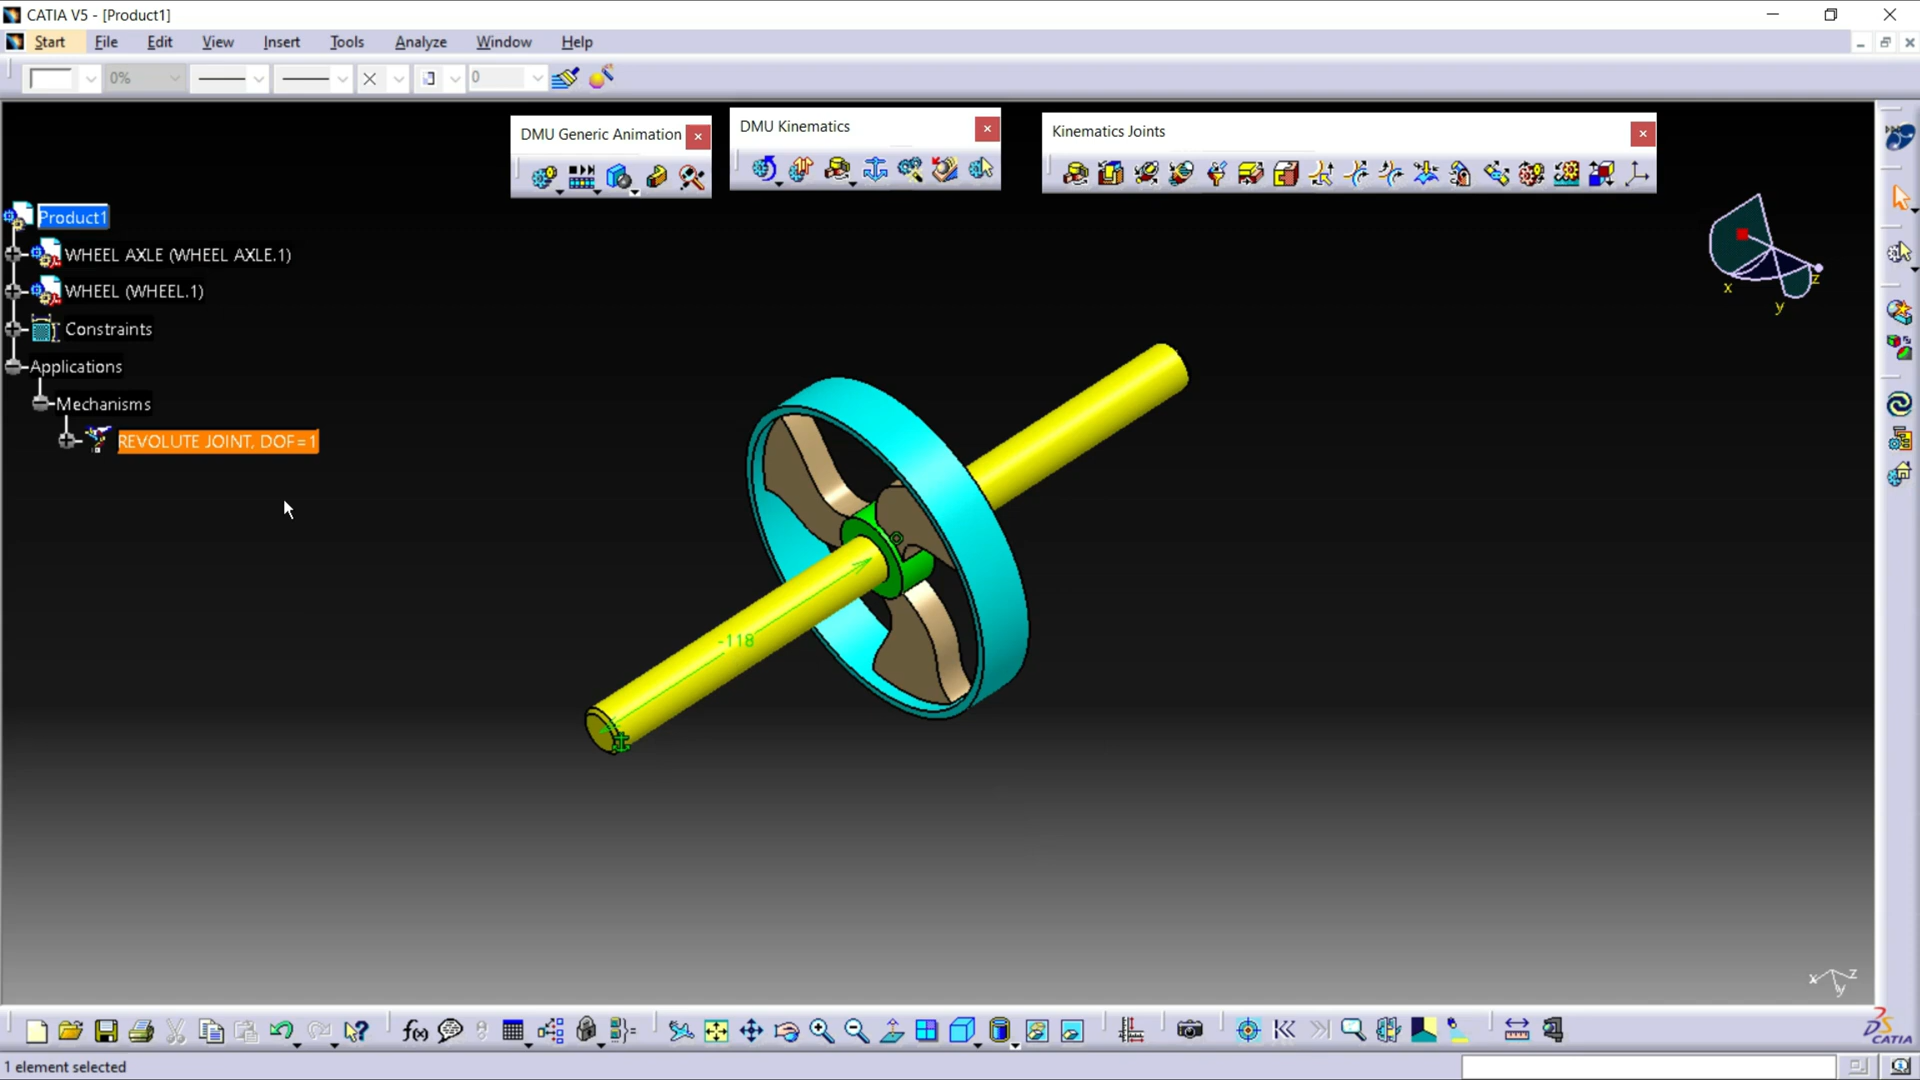 CATIA V5 - [Product1]
Start File Edit View Insert Tools Analyze Window Help
0% 0
DMU Generic Animation
DMU Kinematics
Kinematics Joints
Product1
WHEEL AXLE (WHEEL AXLE.1)
WHEEL (WHEEL.1)
Constraints
Applications
Mechanisms
REVOLUTE JOINT, DOF=1
-118
x
y
z
x
y
z
f(x)
CATIA
1 element selected